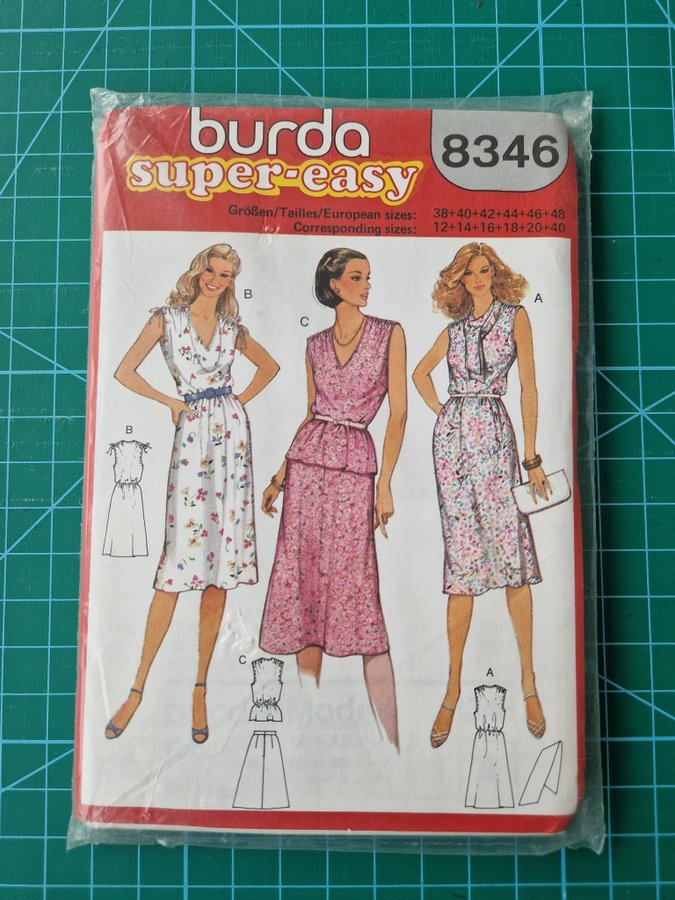 burda
8346
super-easy
Größen/Tailles/European sizes: 38+40+42+44+46+48
Corresponding sizes: 12+14+16+18+20+40
B
C
A
B
C
A